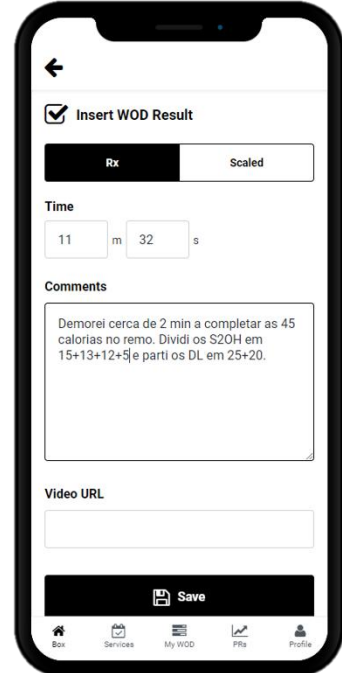 Insert WOD Result
Rx
Scaled
Time
11 m 32 s
Comments
Demorei cerca de 2 min a completar as 45
calorias no remo. Dividi os S2OH em
15+13+12+5 e parti os DL em 25+20.
Video URL
Save
Box
Services
My WOD
PRs
Profile